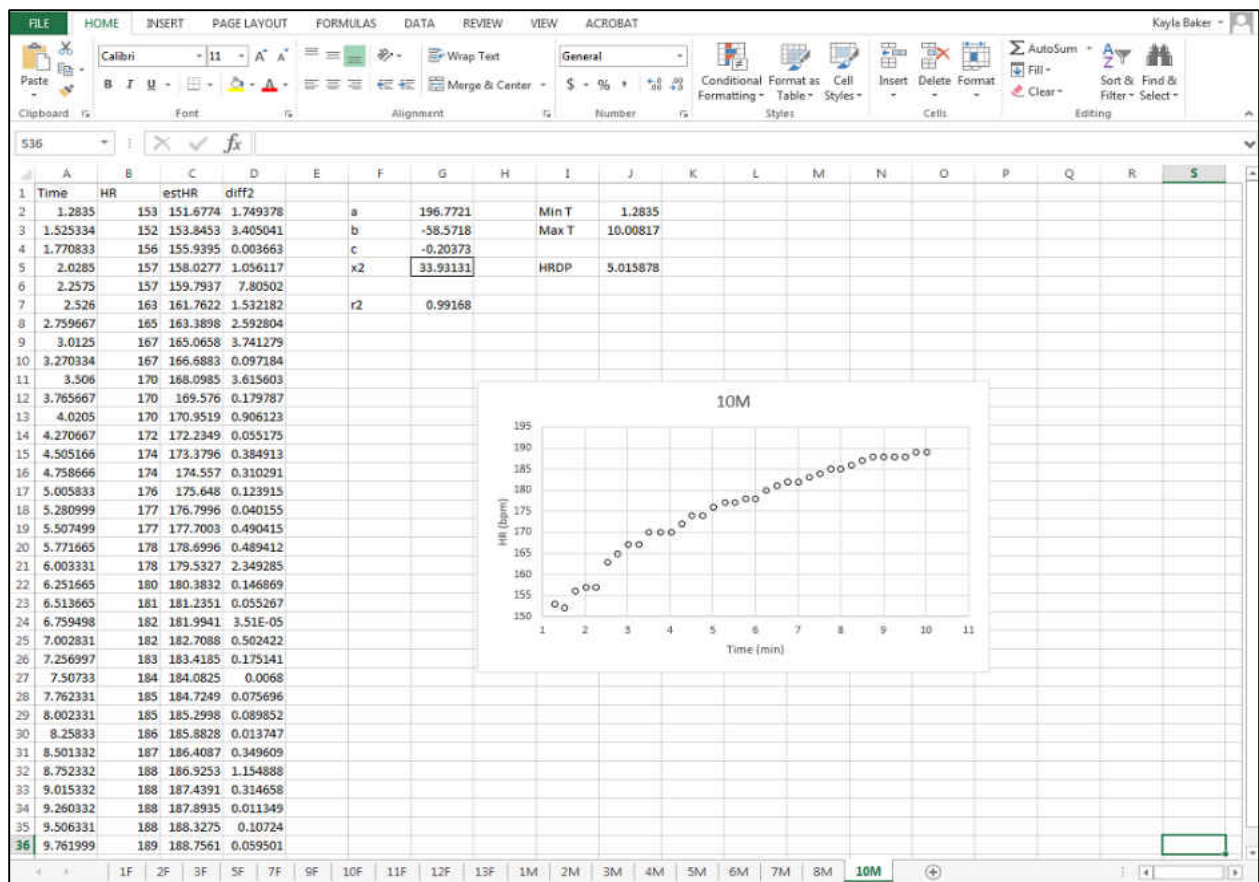 FILE HOME INSERT PAGE LAYOUT FORMULAS DATA REVIEW VIEW ACROBAT Kayla Baker
Calibri 11 A A Wrap Text General AutoSum
Paste B I U Merge & Center $ % , Conditional Format as Cell Insert Delete Format Fill Sort & Find &
Formatting Table Styles Clear Filter Select
Clipboard Font Alignment Number Styles Cells Editing
S36 fx
A B C D E F G H I J K L M N O P Q R S
1 Time HR estHR diff2
2 1.2835 153 151.6774 1.749378 a 196.7721 Min T 1.2835
3 1.525334 152 153.8453 3.405041 b -58.5718 Max T 10.00817
4 1.770833 156 155.9395 0.003663 c -0.20373
5 2.0285 157 158.0277 1.056117 x2 33.93131 HRDP 5.015878
6 2.2575 157 159.7937 7.80502
7 2.526 163 161.7622 1.532182 r2 0.99168
8 2.759667 165 163.3898 2.592804
9 3.0125 167 165.0658 3.741279
10 3.270334 167 166.6883 0.097184
11 3.506 170 168.0985 3.615603
12 3.765667 170 169.576 0.179787
13 4.0205 170 170.9519 0.906123
14 4.270667 172 172.2349 0.055175
15 4.505166 174 173.3796 0.384913
16 4.758666 174 174.557 0.310291
17 5.005833 176 175.648 0.123915
18 5.280999 177 176.7996 0.040155
19 5.507499 177 177.7003 0.490415
20 5.771665 178 178.6996 0.489412
21 6.003331 178 179.5327 2.349285
22 6.251665 180 180.3832 0.146869
23 6.513665 181 181.2351 0.055267
24 6.759498 182 181.9941 3.51E-05
25 7.002831 182 182.7088 0.502422
26 7.256997 183 183.4185 0.175141
27 7.50733 184 184.0825 0.0068
28 7.762331 185 184.7249 0.075696
29 8.002331 185 185.2998 0.089852
30 8.25833 186 185.8828 0.013747
31 8.501332 187 186.4087 0.349609
32 8.752332 188 186.9253 1.154888
33 9.015332 188 187.4391 0.314658
34 9.260332 188 187.8935 0.011349
35 9.506331 188 188.3275 0.10724
36 9.761999 189 188.7561 0.059501
10M
195
190
185
180
175
170
165
160
155
150
HR (bpm)
1 2 3 4 5 6 7 8 9 10 11
Time (min)
1F 2F 3F 5F 7F 9F 10F 11F 12F 13F 1M 2M 3M 4M 5M 6M 7M 8M 10M